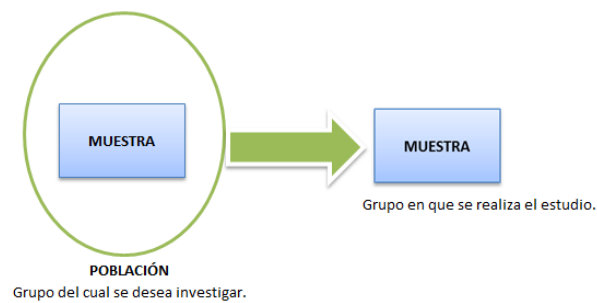 MUESTRA
MUESTRA
Grupo en que se realiza el estudio.
POBLACIÓN
Grupo del cual se desea investigar.